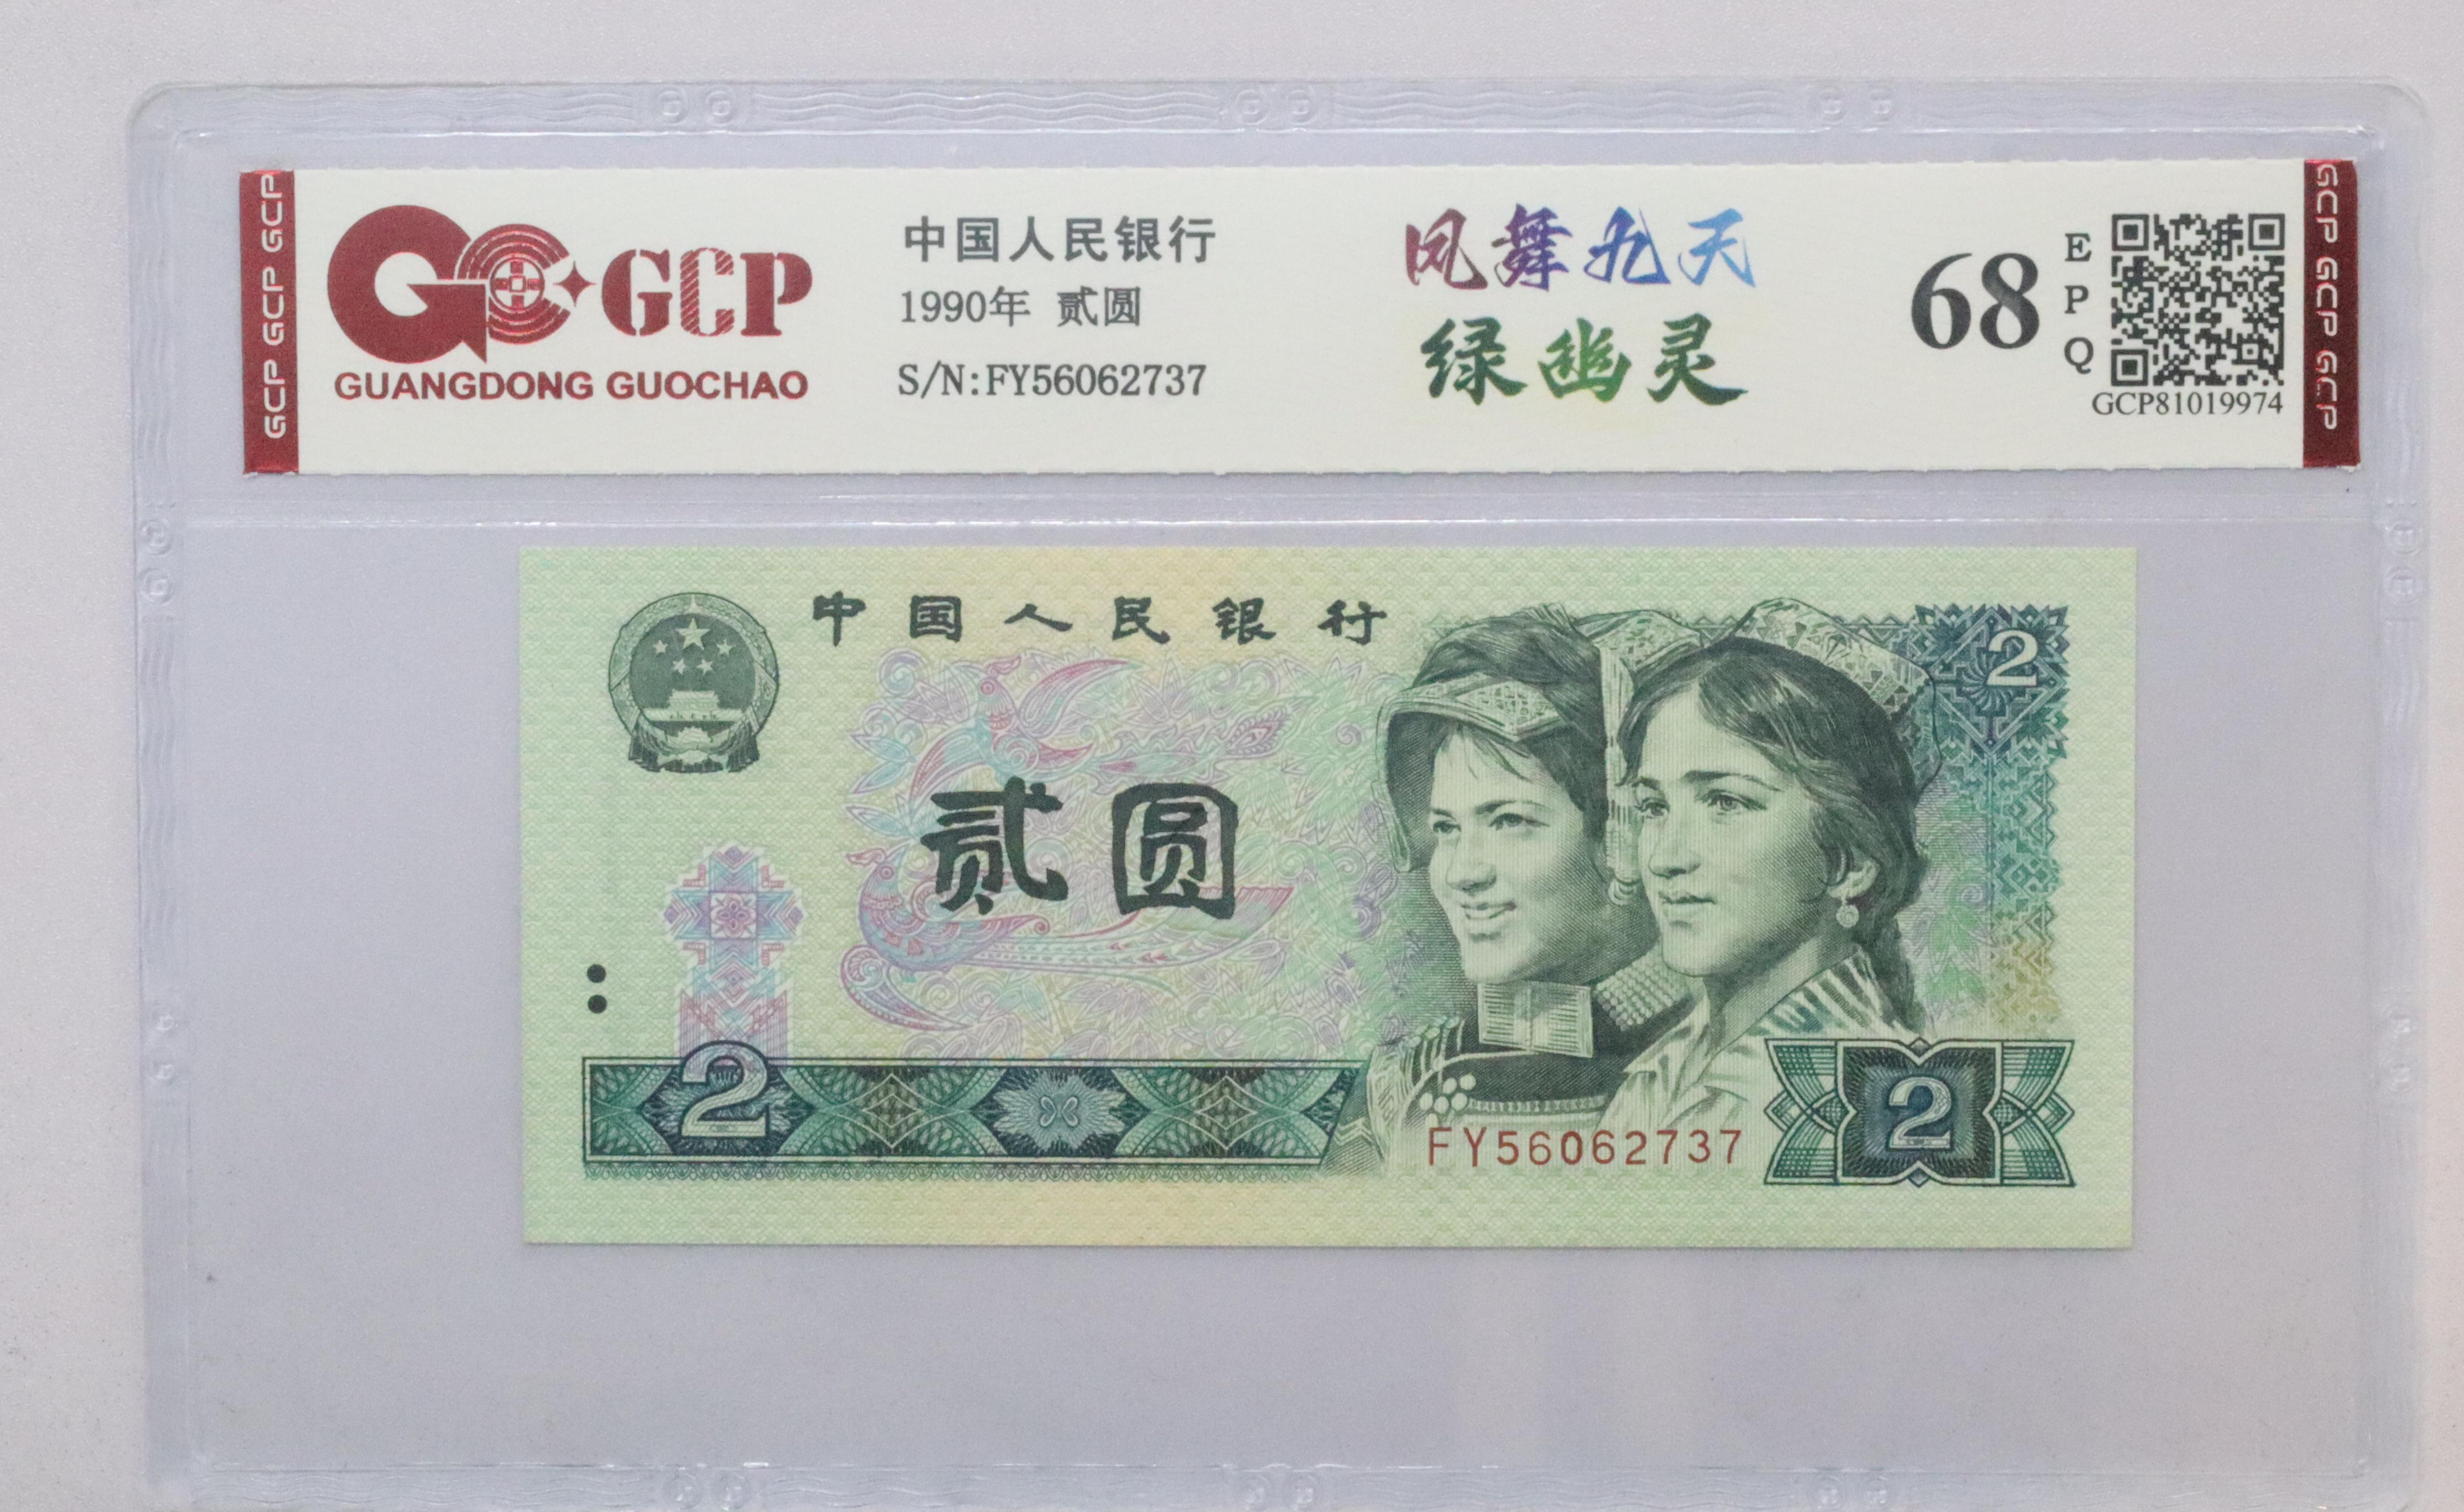 GCP GCP GCP
GCP
GUANGDONG GUOCHAO
中国人民银行
1990年 贰圆
S/N:FY56062737
凤舞九天
绿幽灵
68
E
P
Q
GCP81019974
GCP GCP GCP
中国人民银行
2
贰圆
2
FY56062737
2